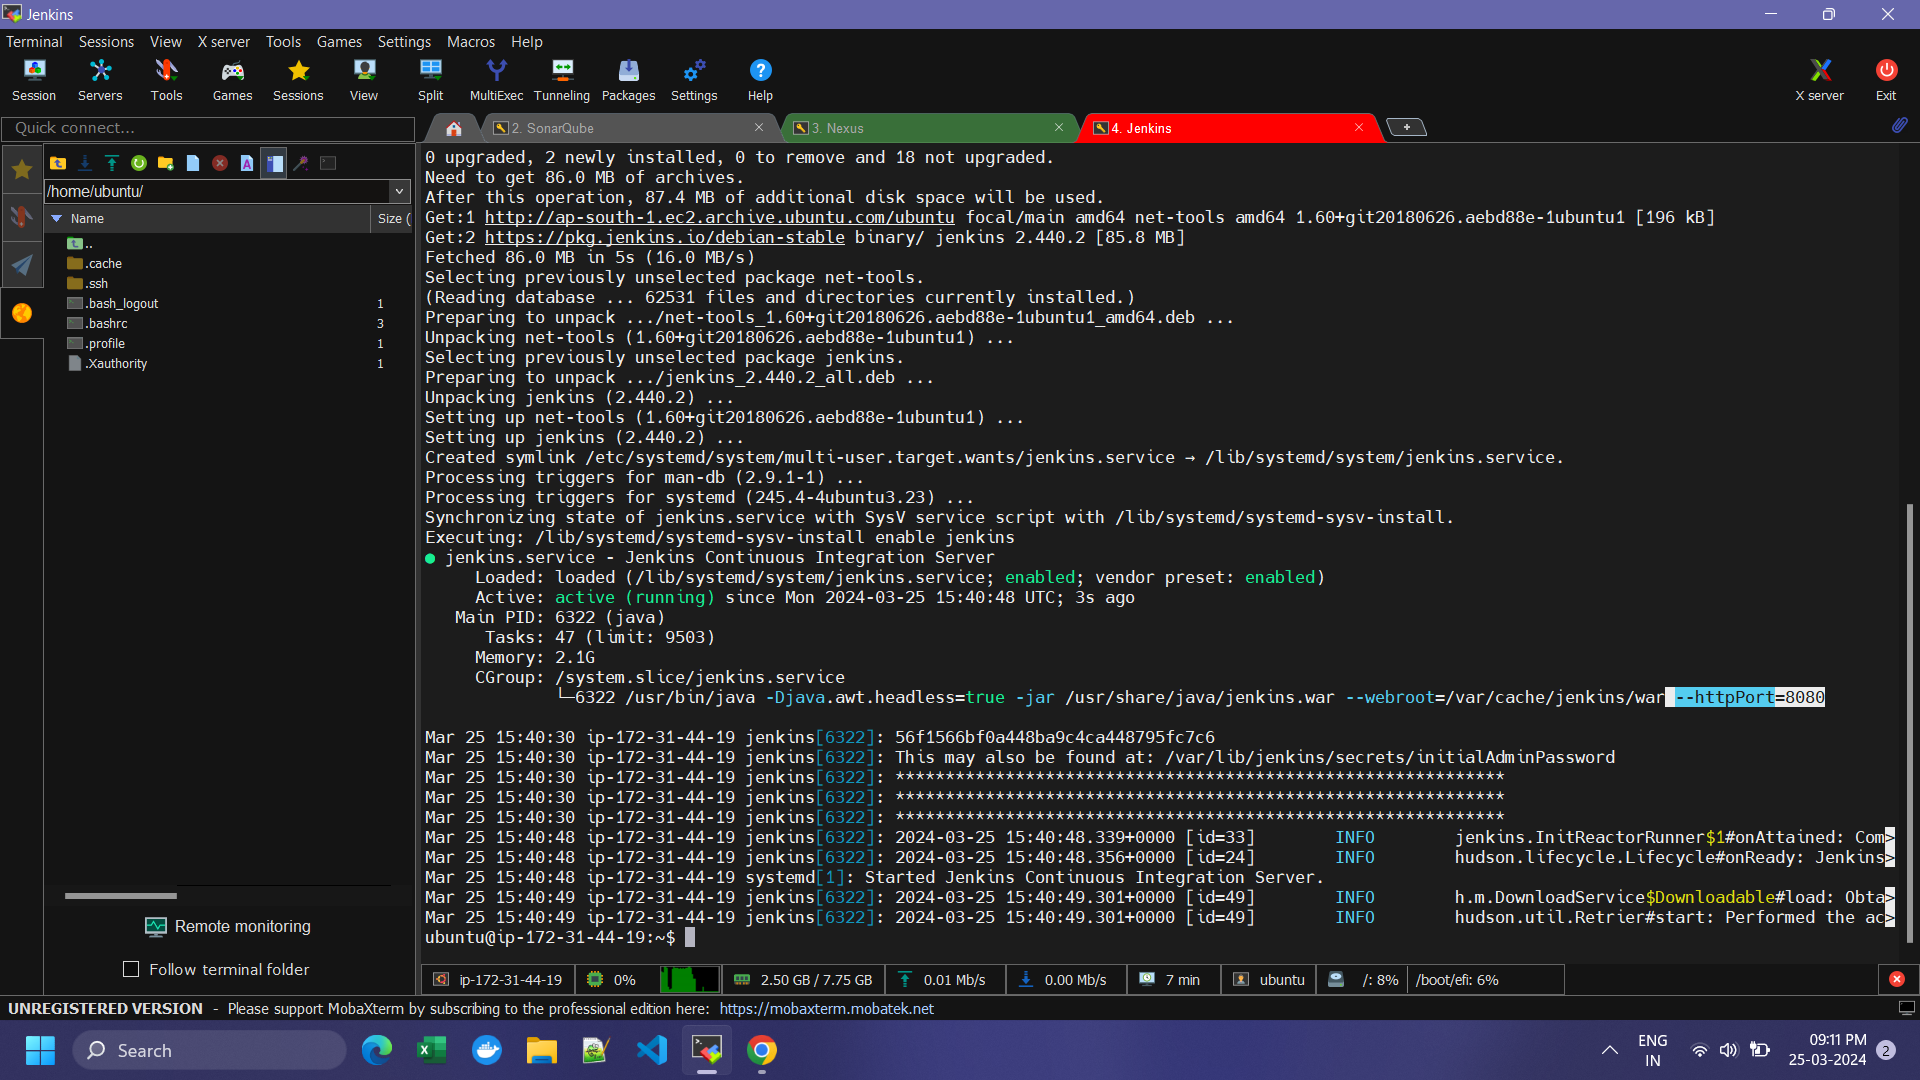 Jenkins
Terminal Sessions View X server Tools Games Settings Macros Help
Session Servers Tools Games Sessions View Split MultiExec Tunneling Packages Settings Help X server Exit
Quick connect...
2. SonarQube
3. Nexus
4. Jenkins
/home/ubuntu/
Name Size (
..
.cache
.ssh
.bash_logout 1
.bashrc 3
.profile 1
.Xauthority 1
Remote monitoring
Follow terminal folder
0 upgraded, 2 newly installed, 0 to remove and 18 not upgraded.
Need to get 86.0 MB of archives.
After this operation, 87.4 MB of additional disk space will be used.
Get:1 http://ap-south-1.ec2.archive.ubuntu.com/ubuntu focal/main amd64 net-tools amd64 1.60+git20180626.aebd88e-1ubuntu1 [196 kB]
Get:2 https://pkg.jenkins.io/debian-stable binary/ jenkins 2.440.2 [85.8 MB]
Fetched 86.0 MB in 5s (16.0 MB/s)
Selecting previously unselected package net-tools.
(Reading database ... 62531 files and directories currently installed.)
Preparing to unpack .../net-tools_1.60+git20180626.aebd88e-1ubuntu1_amd64.deb ...
Unpacking net-tools (1.60+git20180626.aebd88e-1ubuntu1) ...
Selecting previously unselected package jenkins.
Preparing to unpack .../jenkins_2.440.2_all.deb ...
Unpacking jenkins (2.440.2) ...
Setting up net-tools (1.60+git20180626.aebd88e-1ubuntu1) ...
Setting up jenkins (2.440.2) ...
Created symlink /etc/systemd/system/multi-user.target.wants/jenkins.service → /lib/systemd/system/jenkins.service.
Processing triggers for man-db (2.9.1-1) ...
Processing triggers for systemd (245.4-4ubuntu3.23) ...
Synchronizing state of jenkins.service with SysV service script with /lib/systemd/systemd-sysv-install.
Executing: /lib/systemd/systemd-sysv-install enable jenkins
● jenkins.service - Jenkins Continuous Integration Server
Loaded: loaded (/lib/systemd/system/jenkins.service; enabled; vendor preset: enabled)
Active: active (running) since Mon 2024-03-25 15:40:48 UTC; 3s ago
Main PID: 6322 (java)
Tasks: 47 (limit: 9503)
Memory: 2.1G
CGroup: /system.slice/jenkins.service
└─6322 /usr/bin/java -Djava.awt.headless=true -jar /usr/share/java/jenkins.war --webroot=/var/cache/jenkins/war --httpPort=8080
Mar 25 15:40:30 ip-172-31-44-19 jenkins[6322]: 56f1566bf0a448ba9c4ca448795fc7c6
Mar 25 15:40:30 ip-172-31-44-19 jenkins[6322]: This may also be found at: /var/lib/jenkins/secrets/initialAdminPassword
Mar 25 15:40:30 ip-172-31-44-19 jenkins[6322]: *************************************************************
Mar 25 15:40:30 ip-172-31-44-19 jenkins[6322]: *************************************************************
Mar 25 15:40:30 ip-172-31-44-19 jenkins[6322]: *************************************************************
Mar 25 15:40:48 ip-172-31-44-19 jenkins[6322]: 2024-03-25 15:40:48.339+0000 [id=33] INFO jenkins.InitReactorRunner$1#onAttained: Com>
Mar 25 15:40:48 ip-172-31-44-19 jenkins[6322]: 2024-03-25 15:40:48.356+0000 [id=24] INFO hudson.lifecycle.Lifecycle#onReady: Jenkins>
Mar 25 15:40:48 ip-172-31-44-19 systemd[1]: Started Jenkins Continuous Integration Server.
Mar 25 15:40:49 ip-172-31-44-19 jenkins[6322]: 2024-03-25 15:40:49.301+0000 [id=49] INFO h.m.DownloadService$Downloadable#load: Obta>
Mar 25 15:40:49 ip-172-31-44-19 jenkins[6322]: 2024-03-25 15:40:49.301+0000 [id=49] INFO hudson.util.Retrier#start: Performed the ac>
ubuntu@ip-172-31-44-19:~$
ip-172-31-44-19 0% 2.50 GB / 7.75 GB 0.01 Mb/s 0.00 Mb/s 7 min ubuntu /: 8% /boot/efi: 6%
UNREGISTERED VERSION - Please support MobaXterm by subscribing to the professional edition here: https://mobaxterm.mobatek.net
Search
ENG
IN
09:11 PM
25-03-2024
2